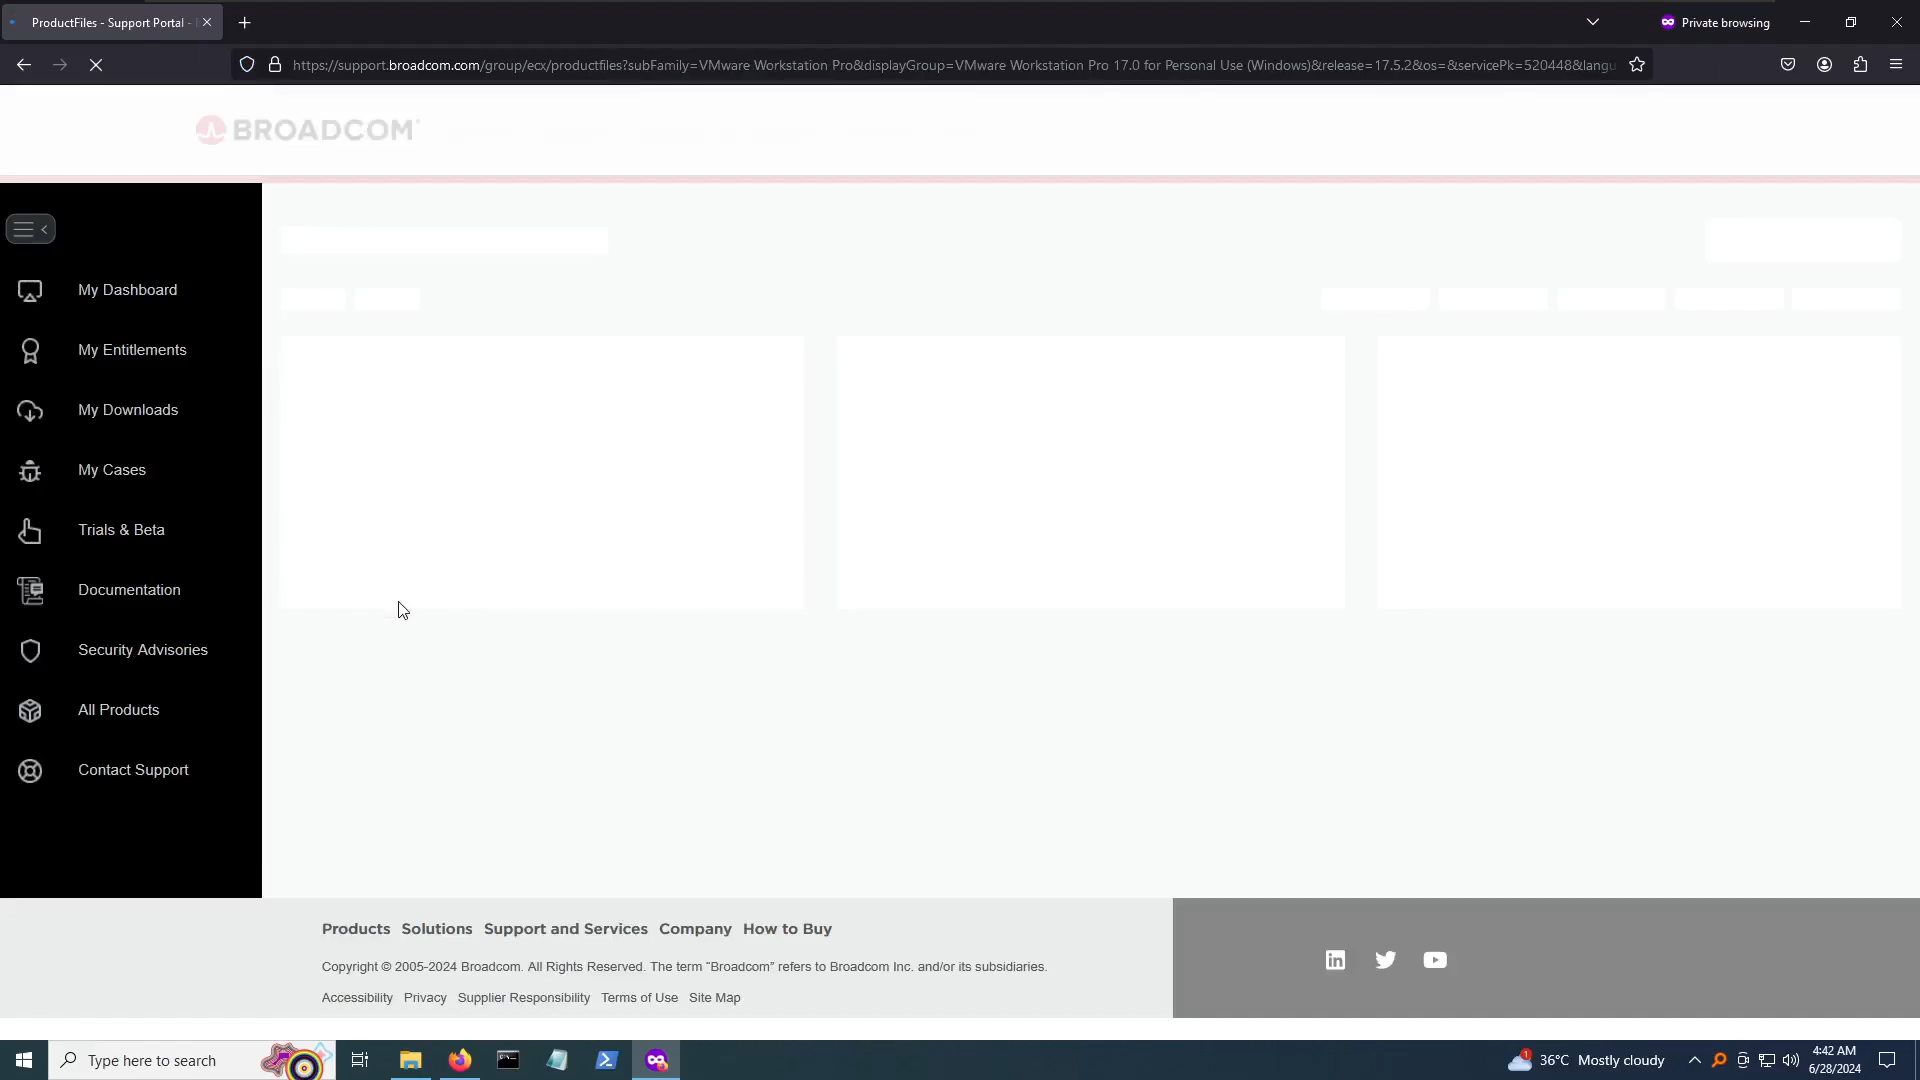 ProductFiles - Support Portal -
Private browsing
https://support.broadcom.com/group/ecx/productfiles?subFamily=VMware Workstation Pro&displayGroup=VMware Workstation Pro 17.0 for Personal Use (Windows)&release=17.5.2&os=&servicePk=520448&langu
BROADCOM
My Dashboard
My Entitlements
My Downloads
My Cases
Trials & Beta
Documentation
Security Advisories
All Products
Contact Support
Products Solutions Support and Services Company How to Buy
Copyright © 2005-2024 Broadcom. All Rights Reserved. The term “Broadcom” refers to Broadcom Inc. and/or its subsidiaries.
Accessibility Privacy Supplier Responsibility Terms of Use Site Map
Type here to search
1
36°C Mostly cloudy
4:42 AM
6/28/2024